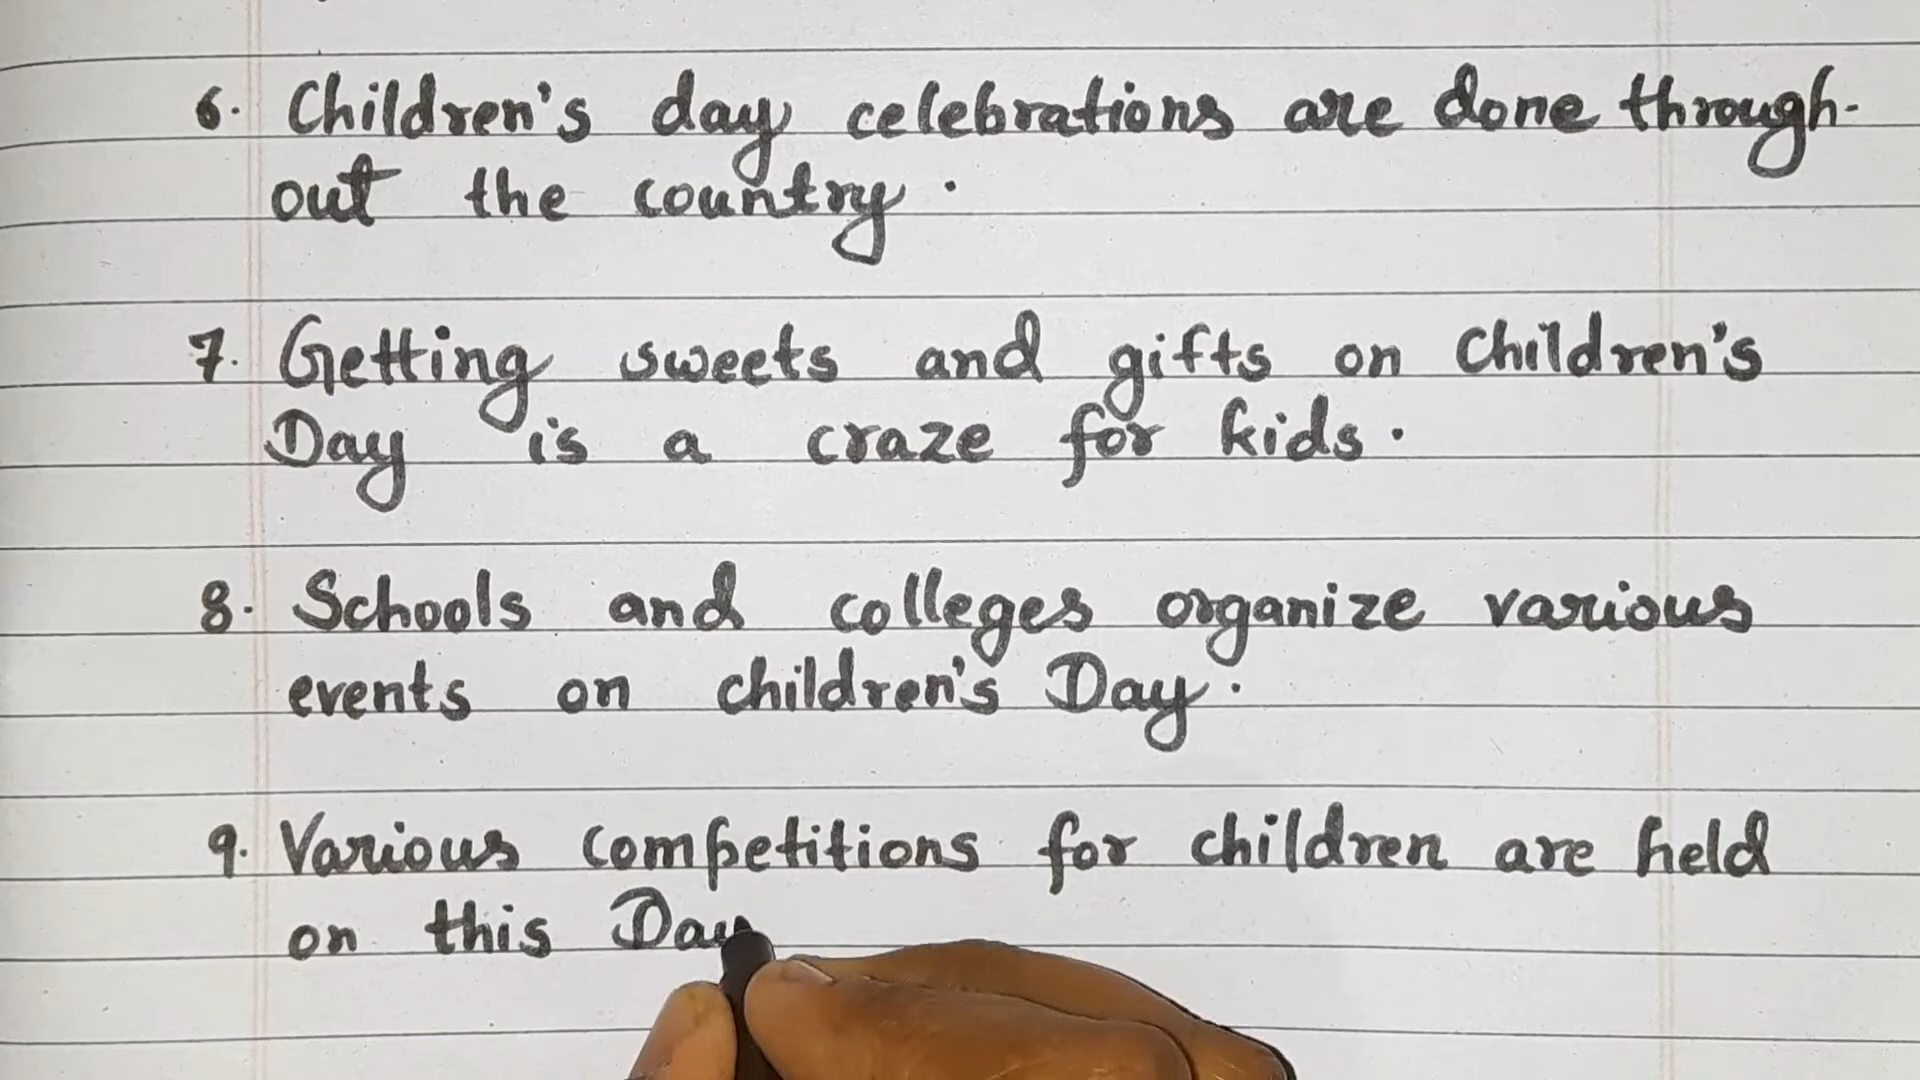 6. Children's day celebrations are done through-
out the country.
7. Getting sweets and gifts on Children's
Day is a craze for kids.
8. Schools and colleges organize various
events on children's Day.
9. Various competitions for children are held
on this Day